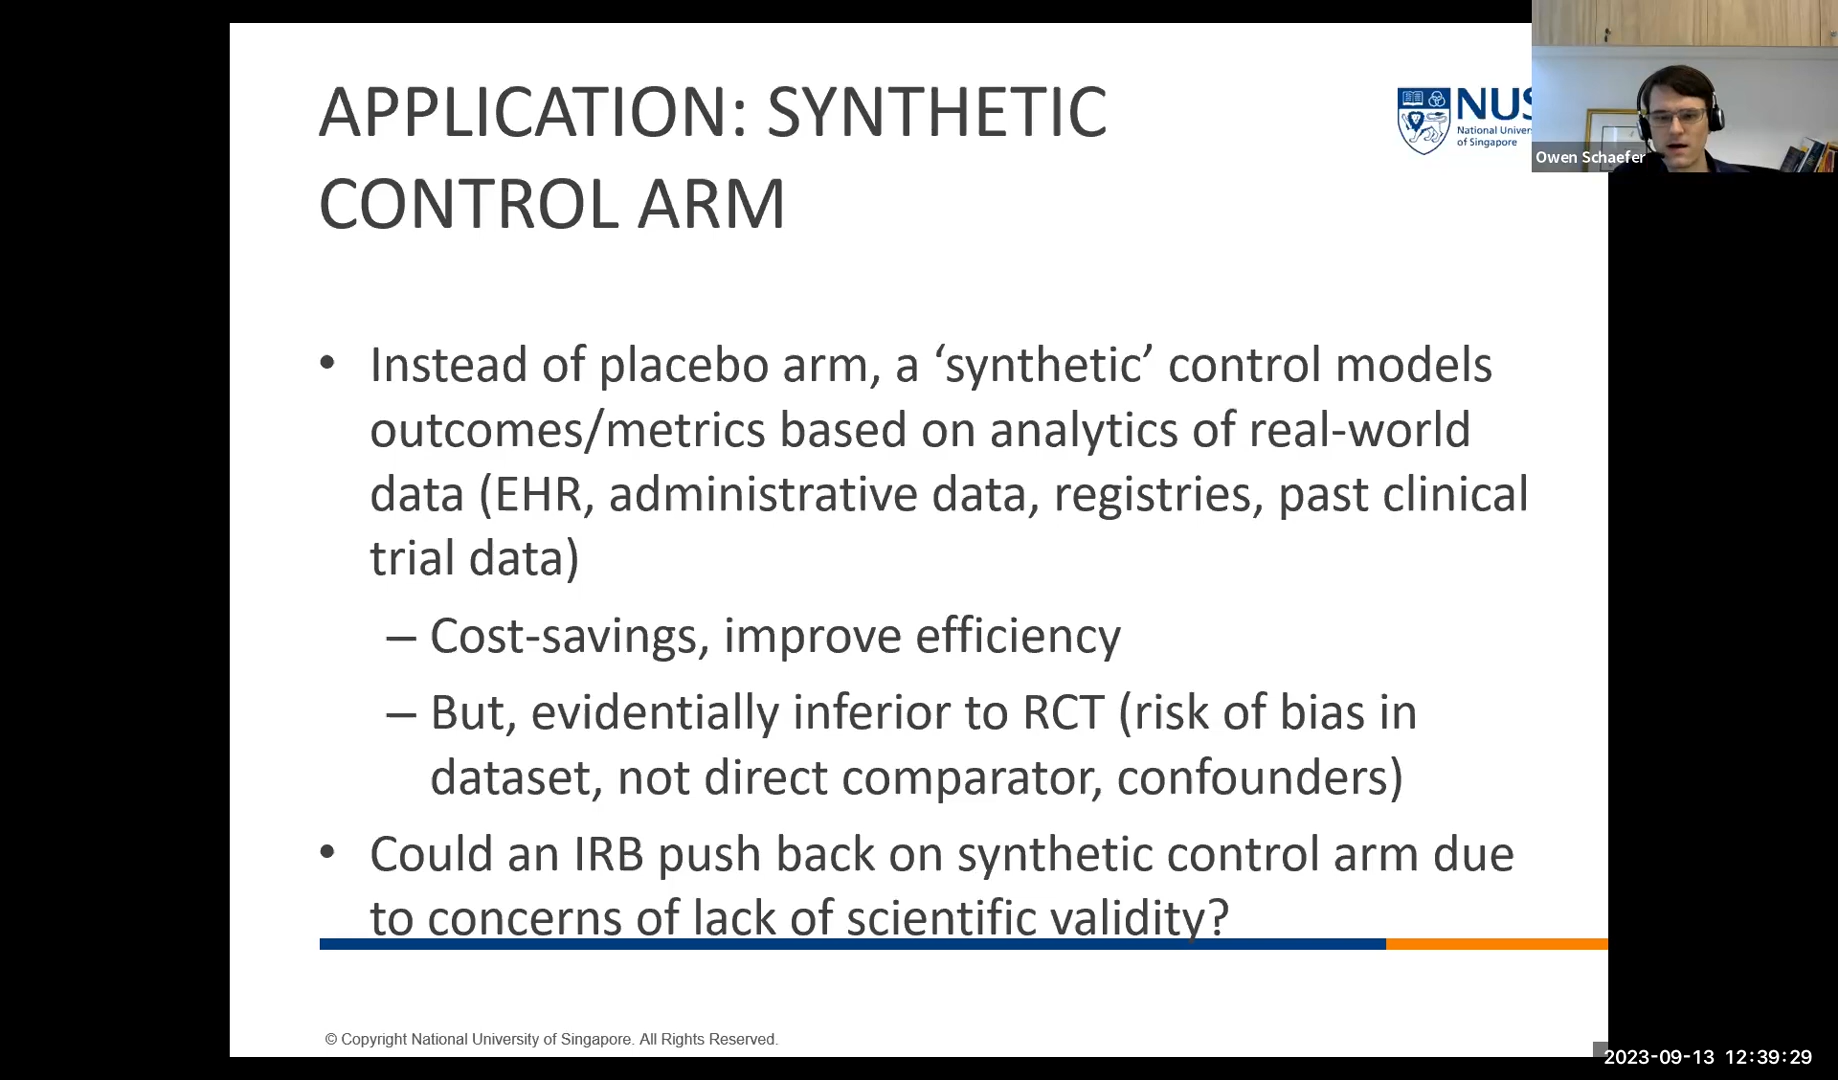 APPLICATION: SYNTHETIC
CONTROL ARM
NUS
National Univer
of Singapore
Owen Schaefer
• Instead of placebo arm, a ‘synthetic’ control models
outcomes/metrics based on analytics of real-world
data (EHR, administrative data, registries, past clinical
trial data)
– Cost-savings, improve efficiency
– But, evidentially inferior to RCT (risk of bias in
dataset, not direct comparator, confounders)
• Could an IRB push back on synthetic control arm due
to concerns of lack of scientific validity?
© Copyright National University of Singapore. All Rights Reserved.
2023-09-13 12:39:29